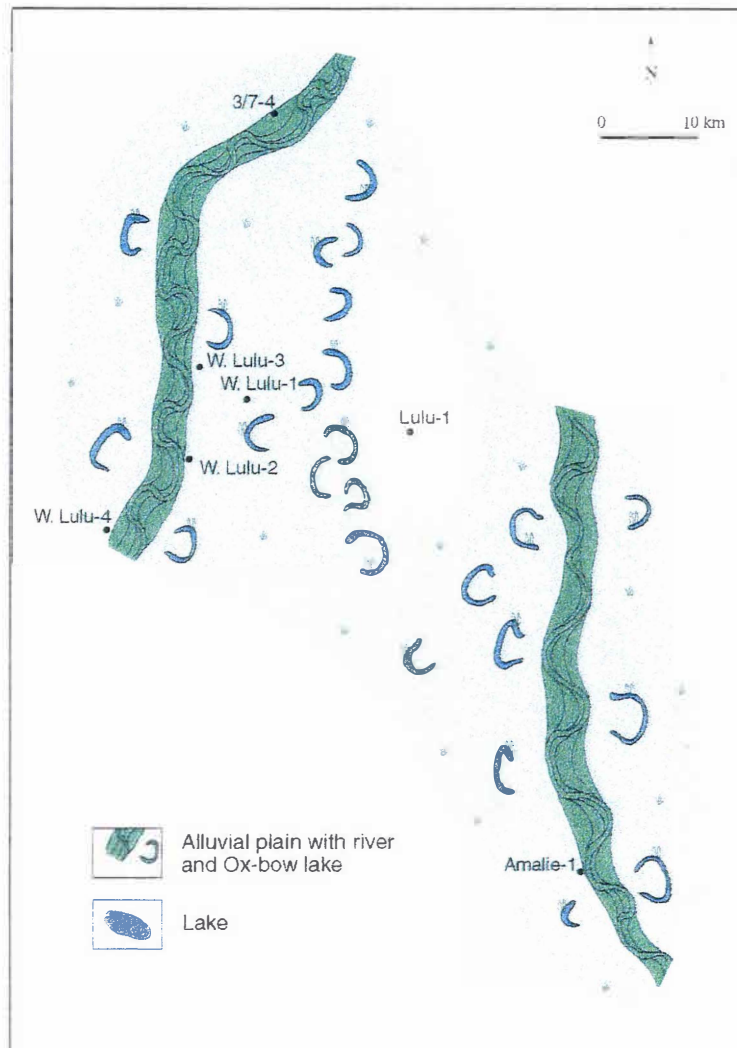 3/7-4
N
0 10 km
W. Lulu-3
W. Lulu-1
Lulu-1
W. Lulu-2
W. Lulu-4
Amalie-1
Alluvial plain with river
and Ox-bow lake
Lake